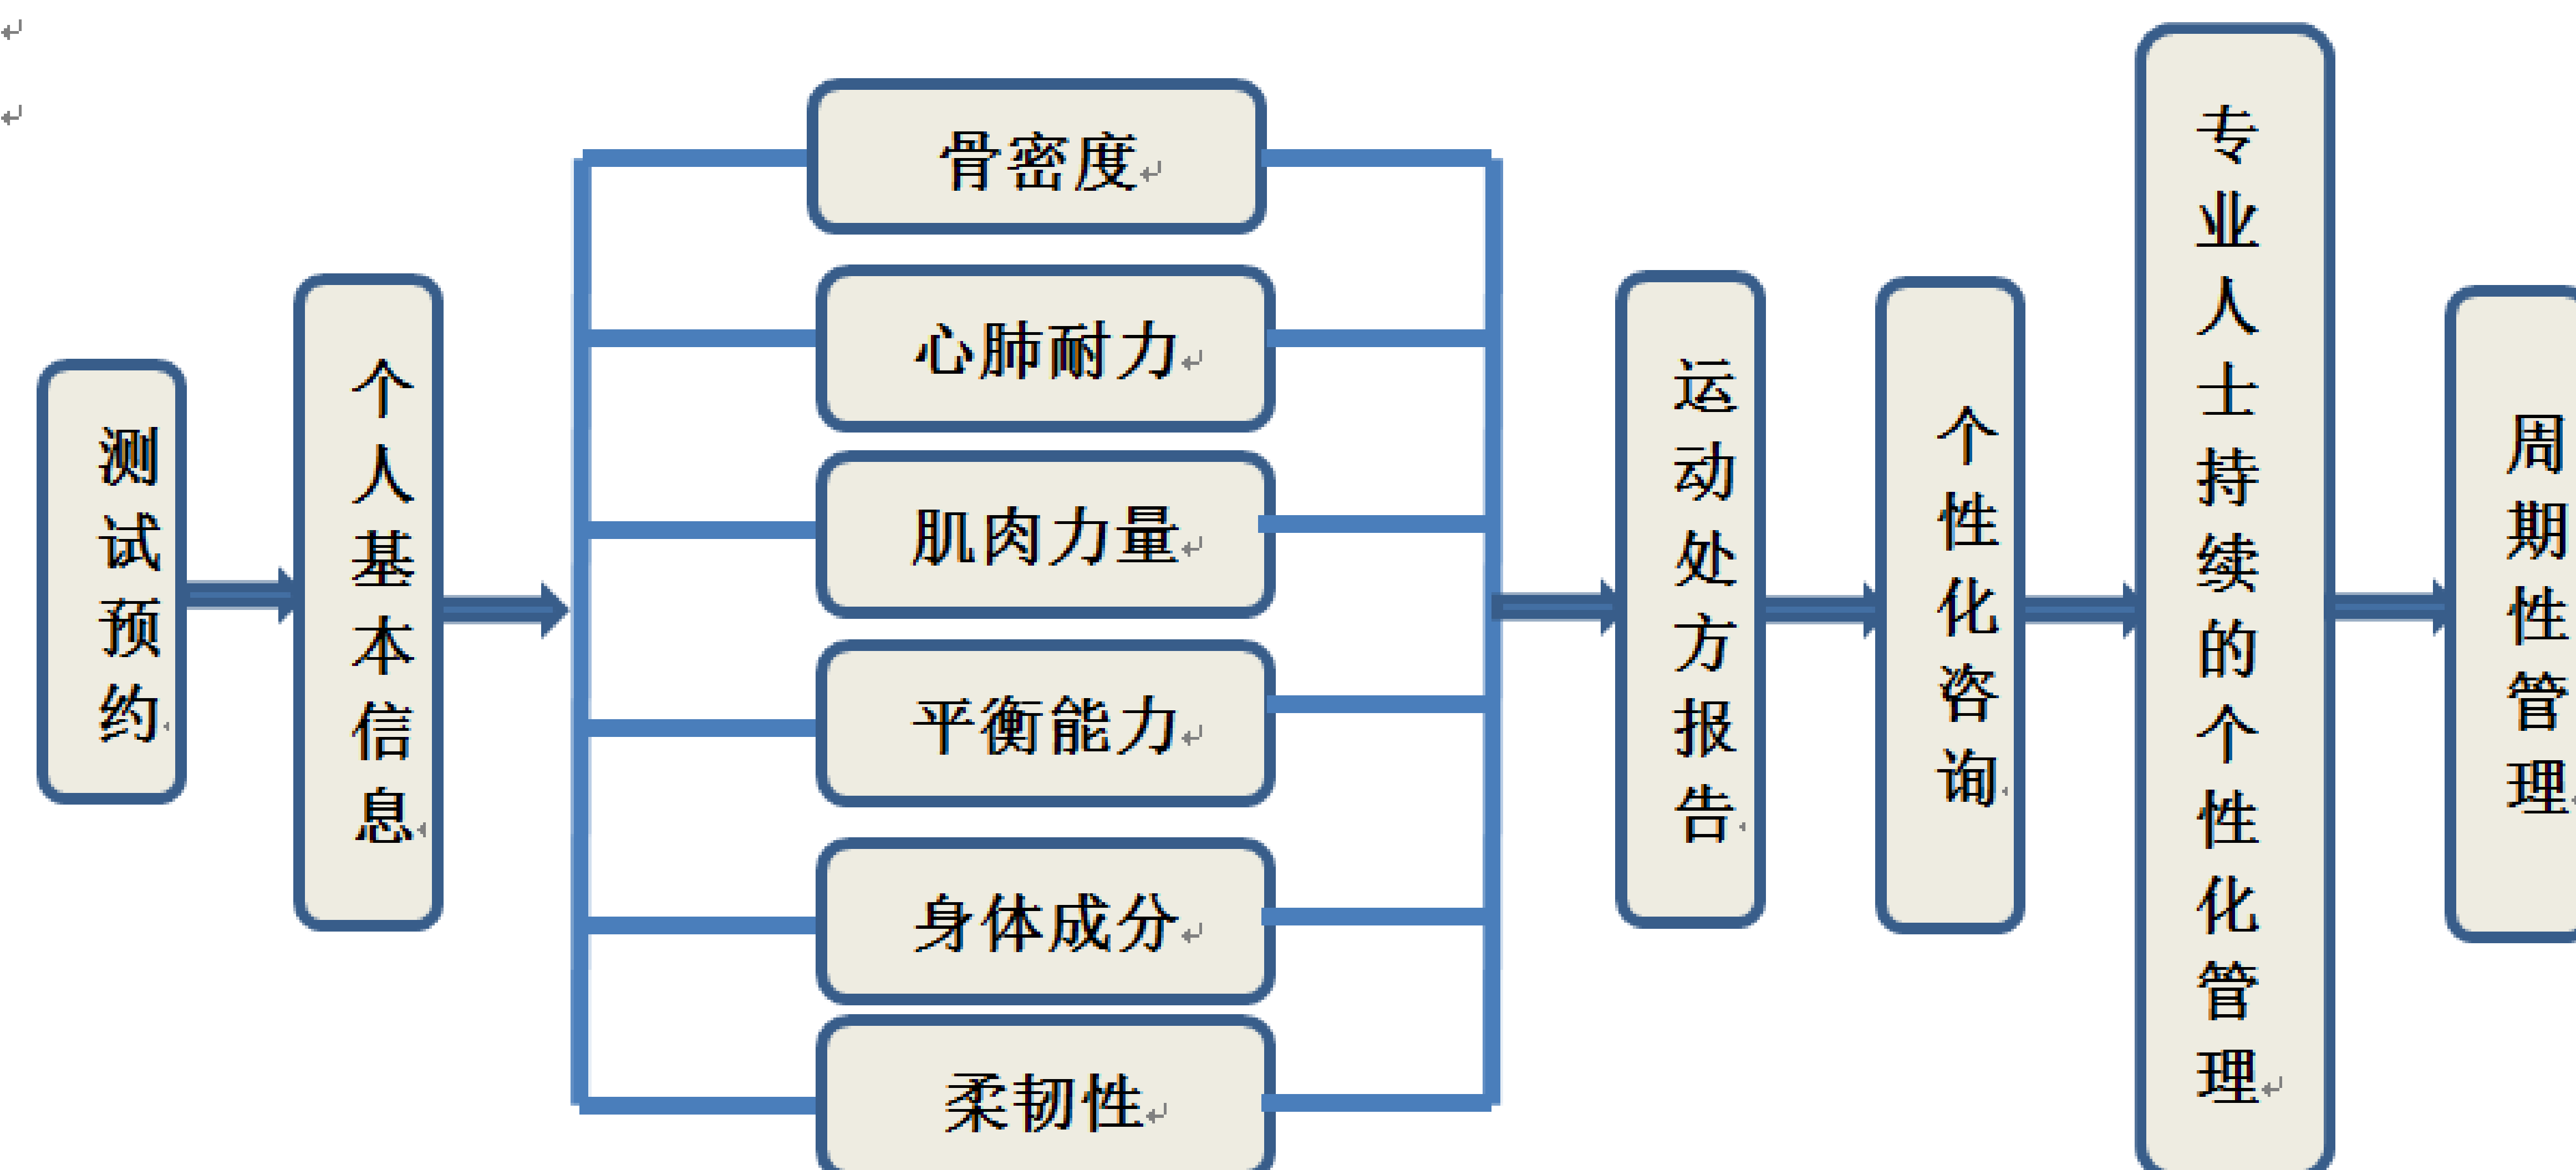 测试预约
个人基本信息
骨密度
心肺耐力
肌肉力量
平衡能力
身体成分
柔韧性
运动处方报告
个性化咨询
专业人士持续的个性化管理
周期性管理